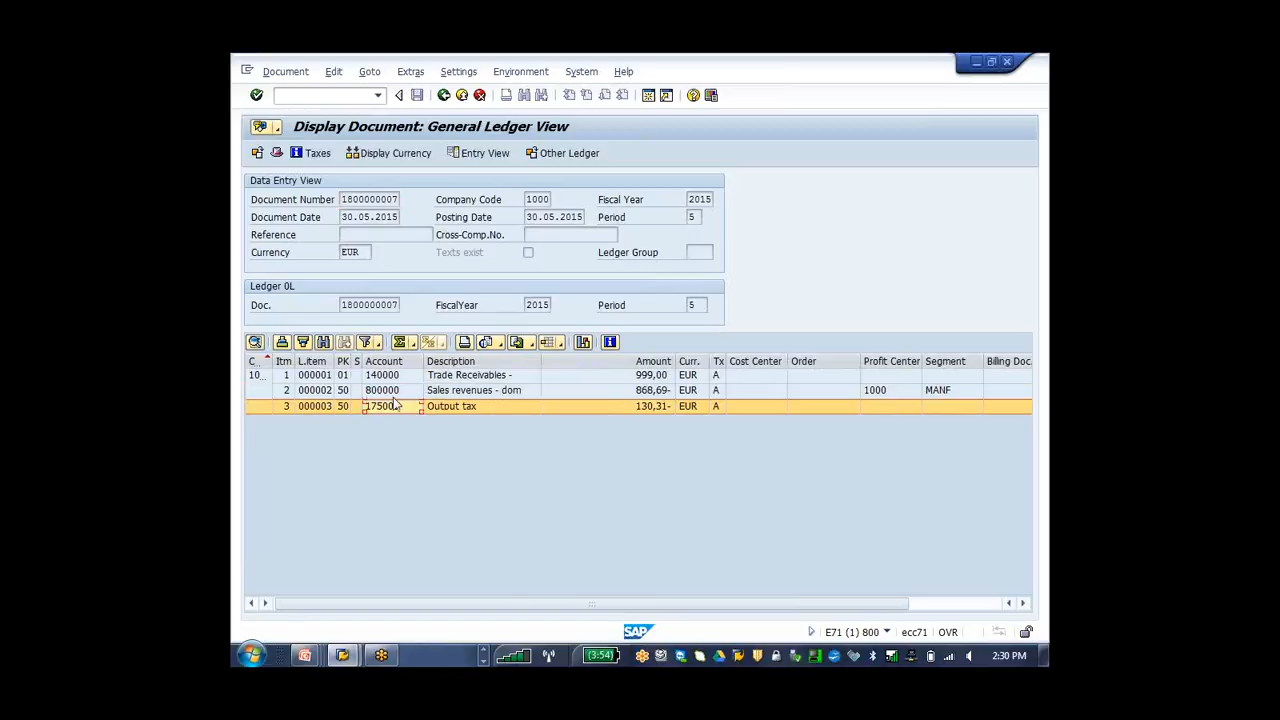 Document Edit Goto Extras Settings Environment System Help
Display Document: General Ledger View
Taxes Display Currency Entry View Other Ledger
Data Entry View
Document Number 1800000007 Company Code 1000 Fiscal Year 2015
Document Date 30.05.2015 Posting Date 30.05.2015 Period 5
Reference Cross-Comp.No.
Currency EUR Texts exist Ledger Group
Ledger 0L
Doc. 1800000007 FiscalYear 2015 Period 5
C... Itm L.item PK S Account Description Amount Curr. Tx Cost Center Order Profit Center Segment Billing Doc.
10... 1 000001 01 140000 Trade Receivables - 999,00 EUR A
2 000002 50 800000 Sales revenues - dom 868,69- EUR A 1000 MANF
3 000003 50 Output tax 130,31- EUR A
SAP E71 (1) 800 ecc71 OVR
(3:54) 2:30 PM